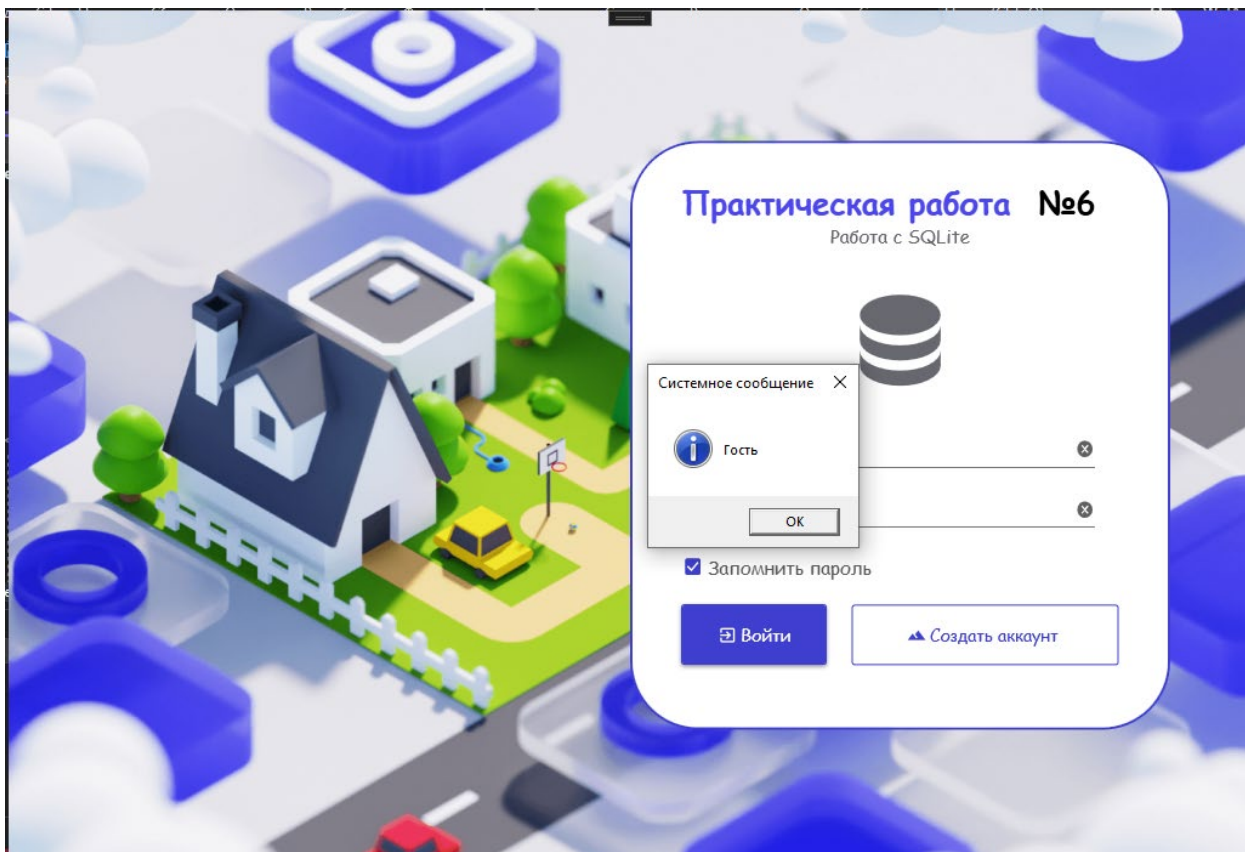 Практическая работа №6
Работа с SQLite
Системное сообщение
Гость
OK
Запомнить пароль
Войти
Создать аккаунт